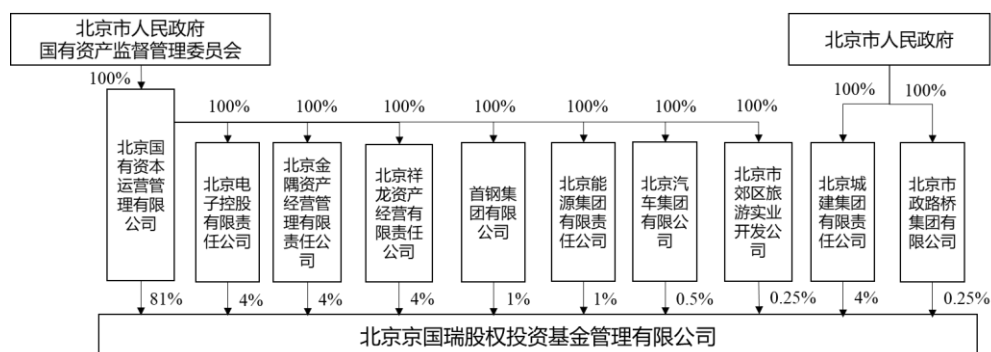 北京市人民政府
国有资产监督管理委员会
北京市人民政府
100%
100%
100%
100%
100%
100%
100%
100%
100%
100%
北京国
有资本
运营管
理有限
公司
北京电
子控股
有限责
任公司
北京金
隅资产
经营管
理有限
责任公
司
北京祥
龙资产
经营有
限责任
公司
首钢集
团有限
公司
北京能
源集团
有限责
任公司
北京汽
车集团
有限公
司
北京市
郊区旅
游实业
开发公
司
北京城
建集团
有限责
任公司
北京市
政路桥
集团有
限公司
81%
4%
4%
4%
1%
1%
0.5%
0.25%
4%
0.25%
北京京国瑞股权投资基金管理有限公司